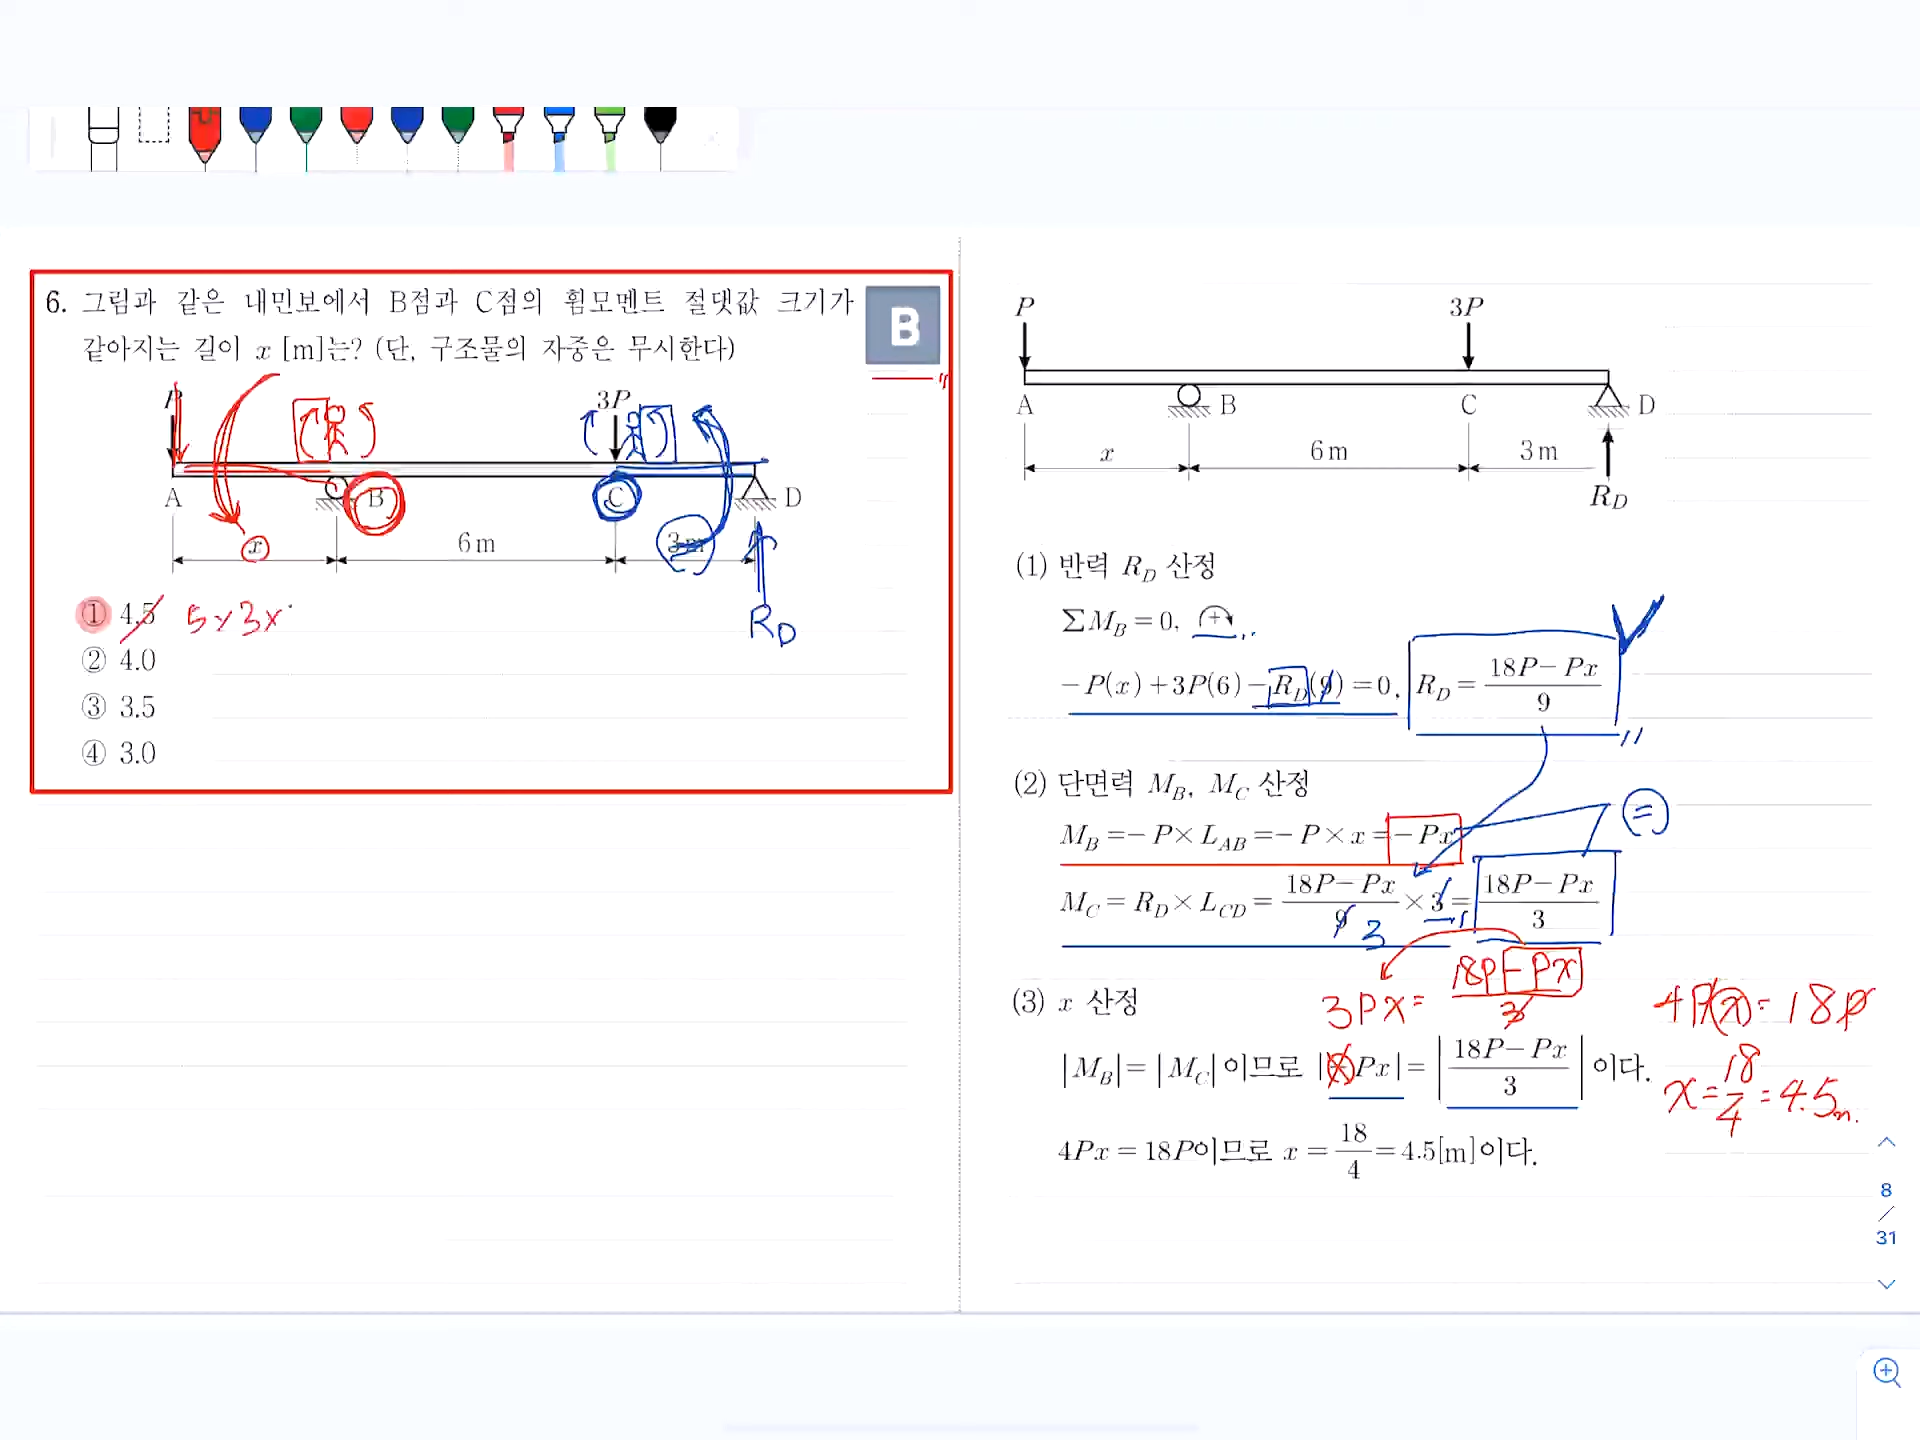 6. 그림과 같은 내민보에서 B점과 C점의 휨모멘트 절댓값 크기가
같아지는 길이 x [m]는? (단, 구조물의 자중은 무시한다)
B
P
3P
A
B
C
D
x
6m
3m
R_D
① 4.5
② 4.0
③ 3.5
④ 3.0
P
3P
A
B
C
D
x
6m
3m
R_D
(1) 반력 R_D 산정
ΣM_B = 0, +
-P(x) + 3P(6) - R_D(9) = 0, R_D = (18P - Px)/9
(2) 단면력 M_B, M_C 산정
M_B = -P × L_AB = -P × x = -Px
(=)
M_C = R_D × L_CD = (18P - Px)/9 × 3 = (18P - Px)/3
3
3Px = (18P - Px)/3
4P(x) = 18P
x = 18/4 = 4.5m.
(3) x 산정
|M_B| = |M_C|이므로 |-Px| = |(18P - Px)/3|이다.
4Px = 18P이므로 x = 18/4 = 4.5[m]이다.
8
/
31